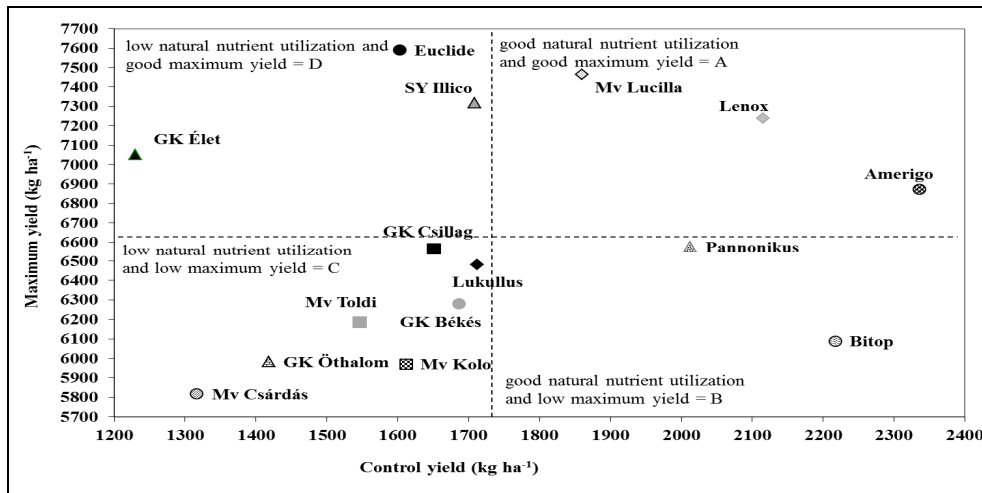 7700
7600
7500
7400
7300
7200
7100
7000
6900
6800
6700
6600
6500
6400
6300
6200
6100
6000
5900
5800
5700
Maximum yield (kg ha-1)
low natural nutrient utilization and
good maximum yield = D
Euclide
SY Illico
GK Élet
good natural nutrient utilization
and good maximum yield = A
Mv Lucilla
Lenox
Amerigo
GK Csillag
low natural nutrient utilization
and low maximum yield = C
Lukullus
Mv Toldi
GK Békés
GK Öthalom
Mv Kolo
Mv Csárdás
Pannonikus
Bitop
good natural nutrient utilization
and low maximum yield = B
1200 1300 1400 1500 1600 1700 1800 1900 2000 2100 2200 2300 2400
Control yield (kg ha-1)